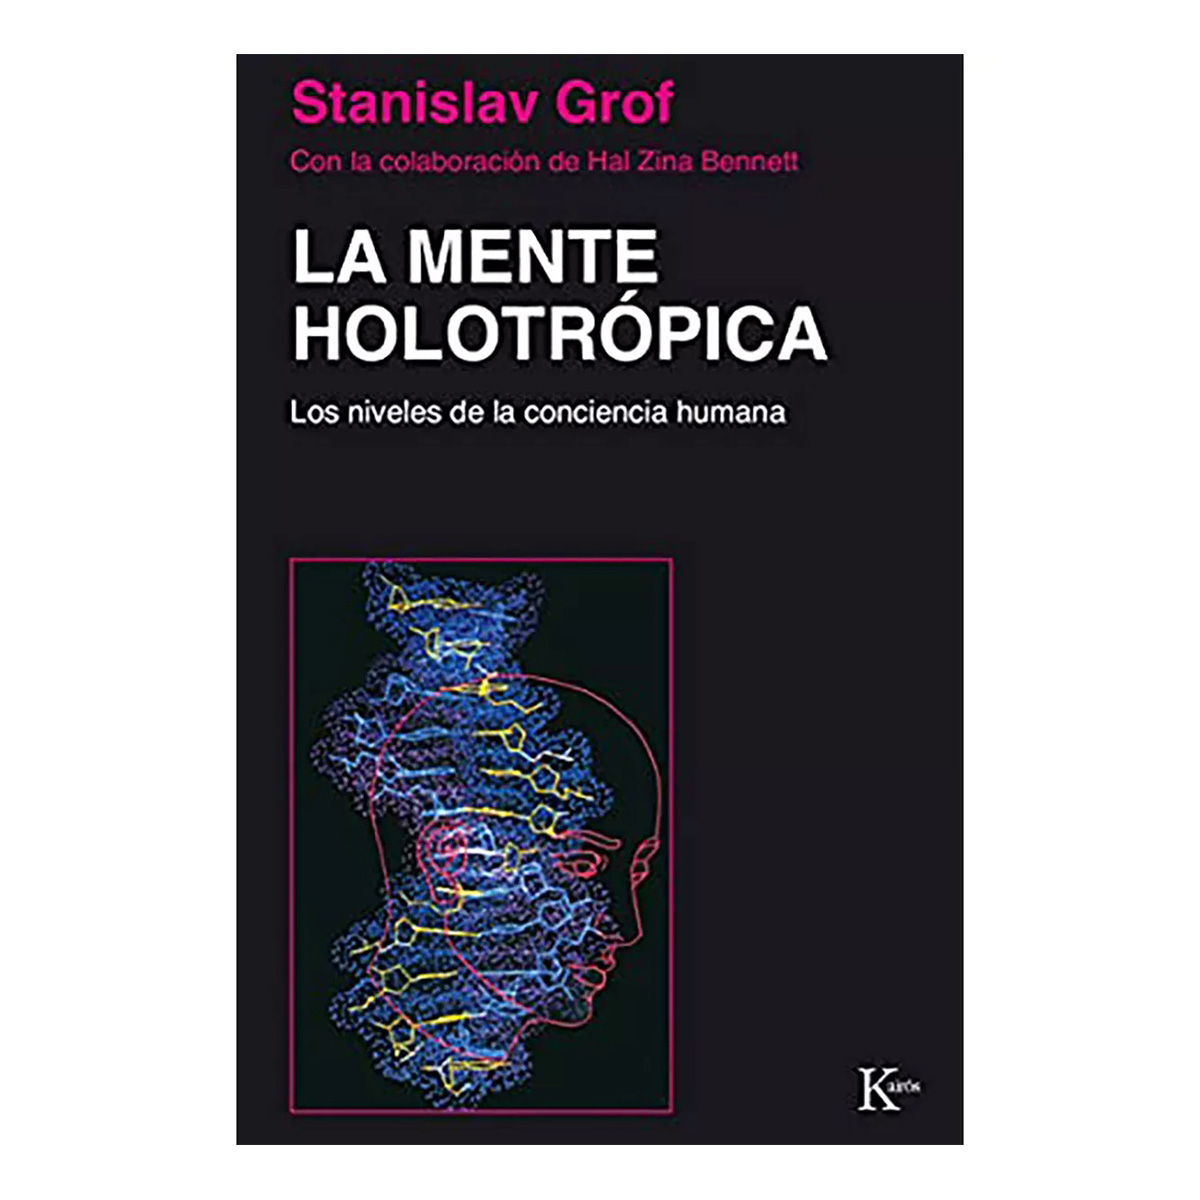 Stanislav Grof
Con la colaboración de Hal Zina Bennett
LA MENTE
HOLOTRÓPICA
Los niveles de la conciencia humana
Kairós